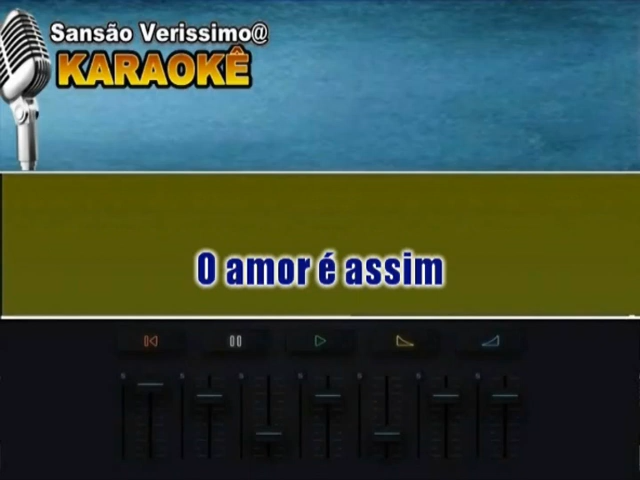 Sansão Verissimo@
KARAOKÊ
O amor é assim
S S S S S S S